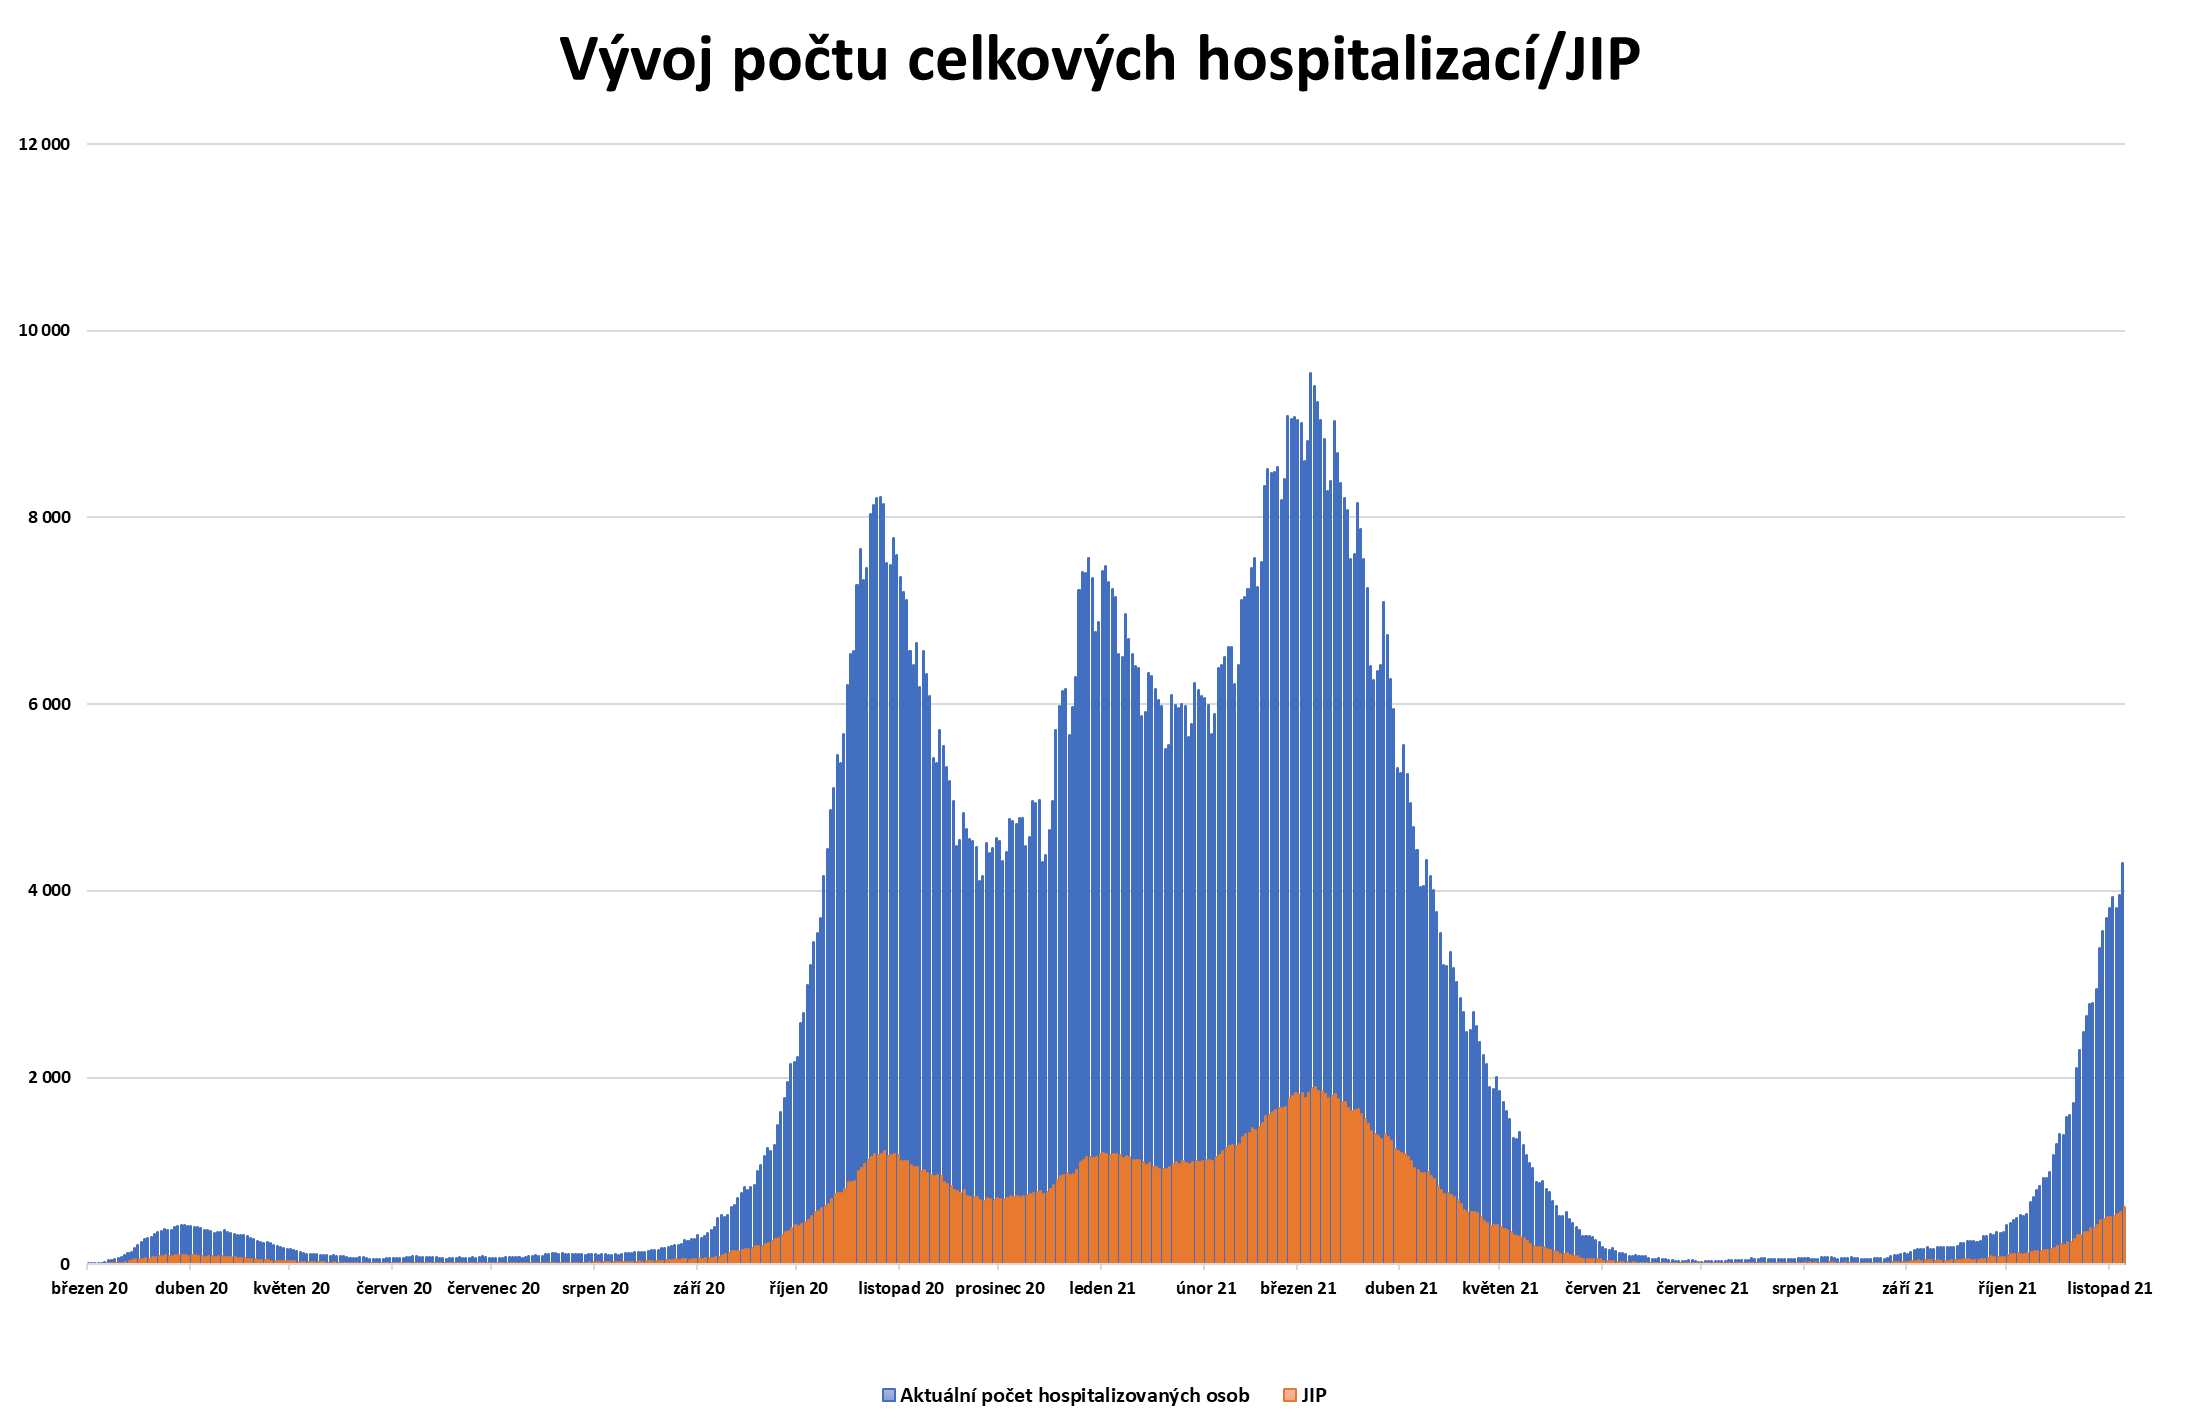 Vývoj počtu celkových hospitalizací/JIP
12 000
10 000
8 000
6 000
4 000
2 000
0
březen 20 duben 20 květen 20 červen 20 červenec 20 srpen 20 září 20 říjen 20 listopad 20 prosinec 20 leden 21 únor 21 březen 21 duben 21 květen 21 červen 21 červenec 21 srpen 21 září 21 říjen 21 listopad 21
Aktuální počet hospitalizovaných osob JIP